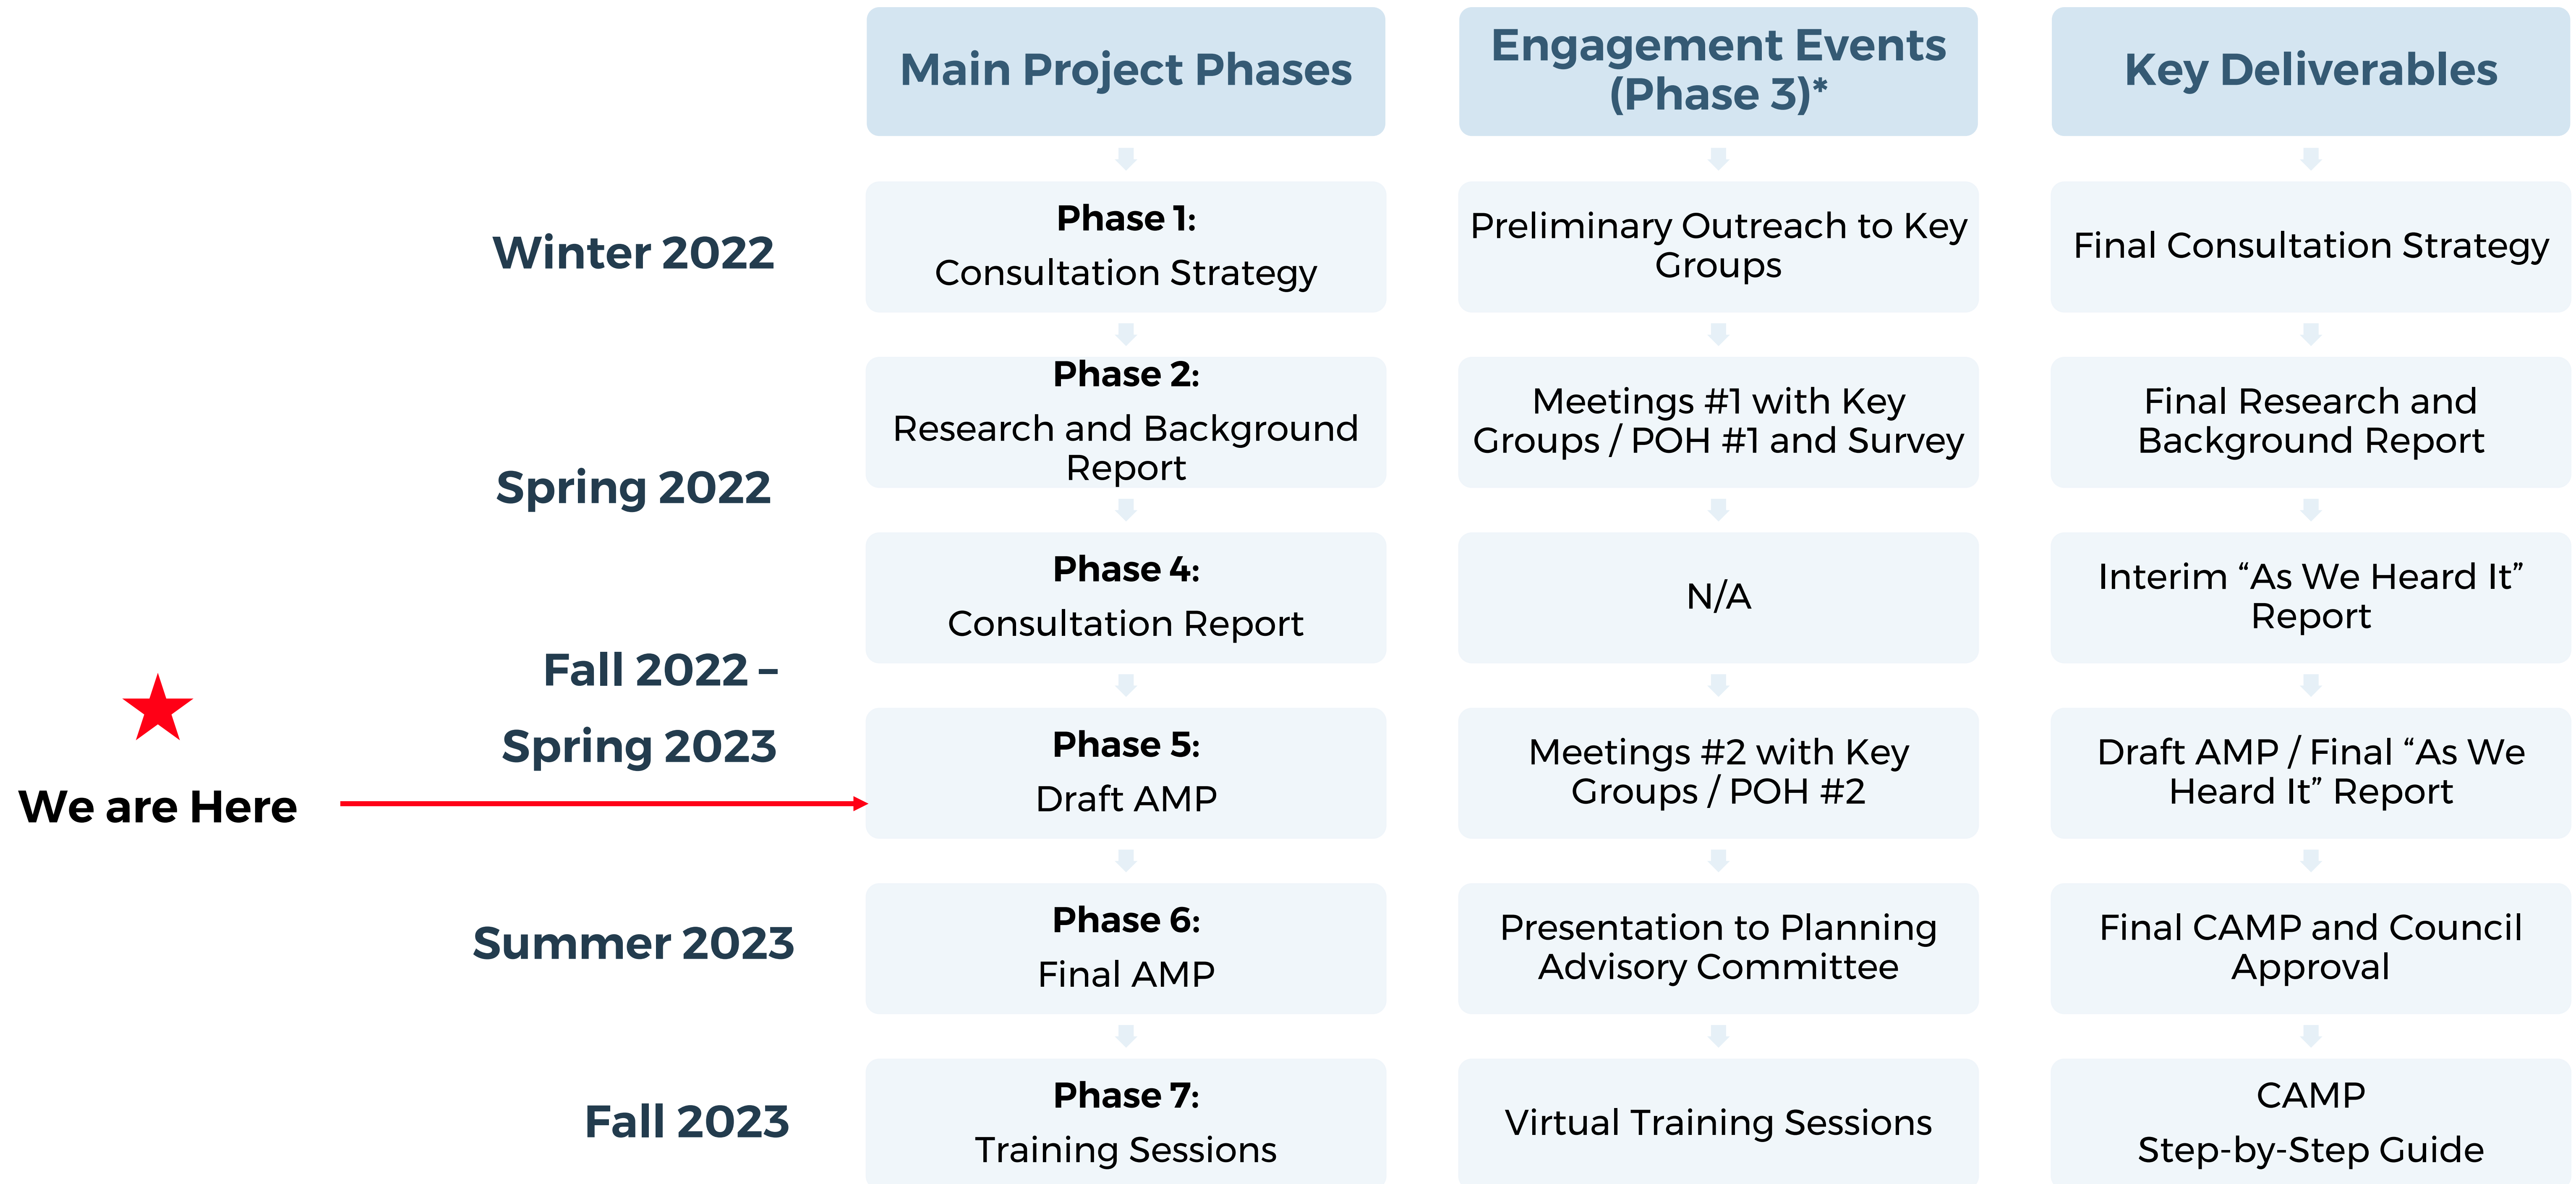 Main Project Phases
Engagement Events
(Phase 3)*
Key Deliverables
Winter 2022
Phase 1:
Consultation Strategy
Preliminary Outreach to Key
Groups
Final Consultation Strategy
Spring 2022
Phase 2:
Research and Background
Report
Meetings #1 with Key
Groups / POH #1 and Survey
Final Research and
Background Report
Phase 4:
Consultation Report
N/A
Interim “As We Heard It”
Report
Fall 2022 –
Spring 2023
We are Here
Phase 5:
Draft AMP
Meetings #2 with Key
Groups / POH #2
Draft AMP / Final “As We
Heard It” Report
Summer 2023
Phase 6:
Final AMP
Presentation to Planning
Advisory Committee
Final CAMP and Council
Approval
Fall 2023
Phase 7:
Training Sessions
Virtual Training Sessions
CAMP
Step-by-Step Guide